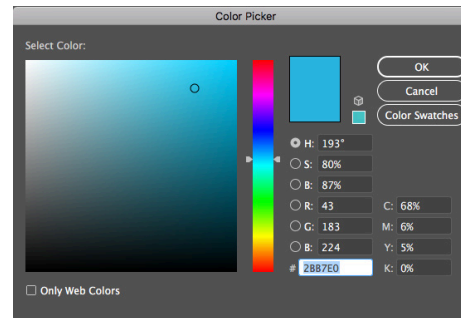 Color Picker
Select Color:
OK
Cancel
Color Swatches
H: 193°
S: 80%
B: 87%
R: 43
C: 68%
G: 183
M: 6%
B: 224
Y: 5%
# 2BB7E0
K: 0%
Only Web Colors